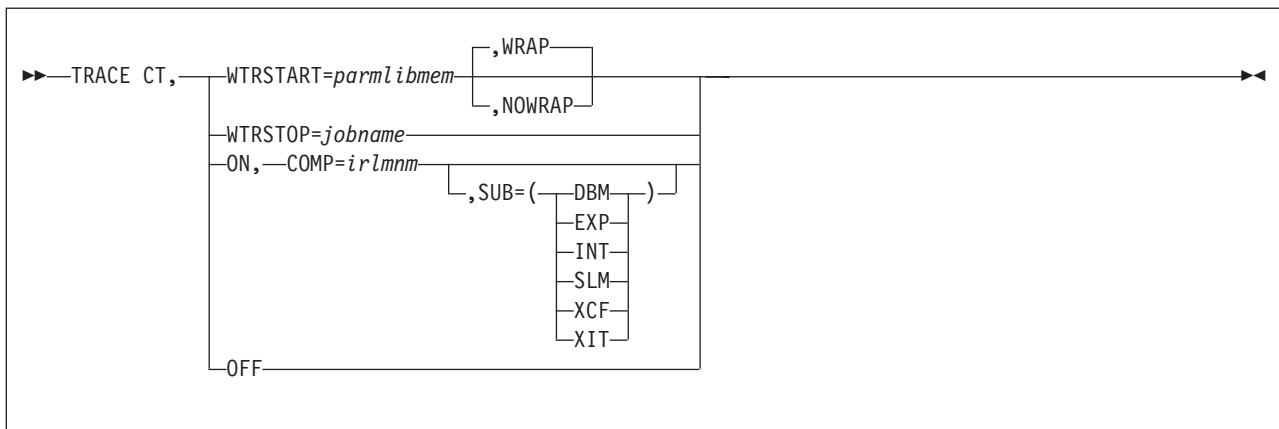 ,WRAP
TRACE CT, WTRSTART=parmlibmem
,NOWRAP
WTRSTOP=jobname
ON, COMP=irlmnm
,SUB=( DBM )
EXP
INT
SLM
XCF
XIT
OFF